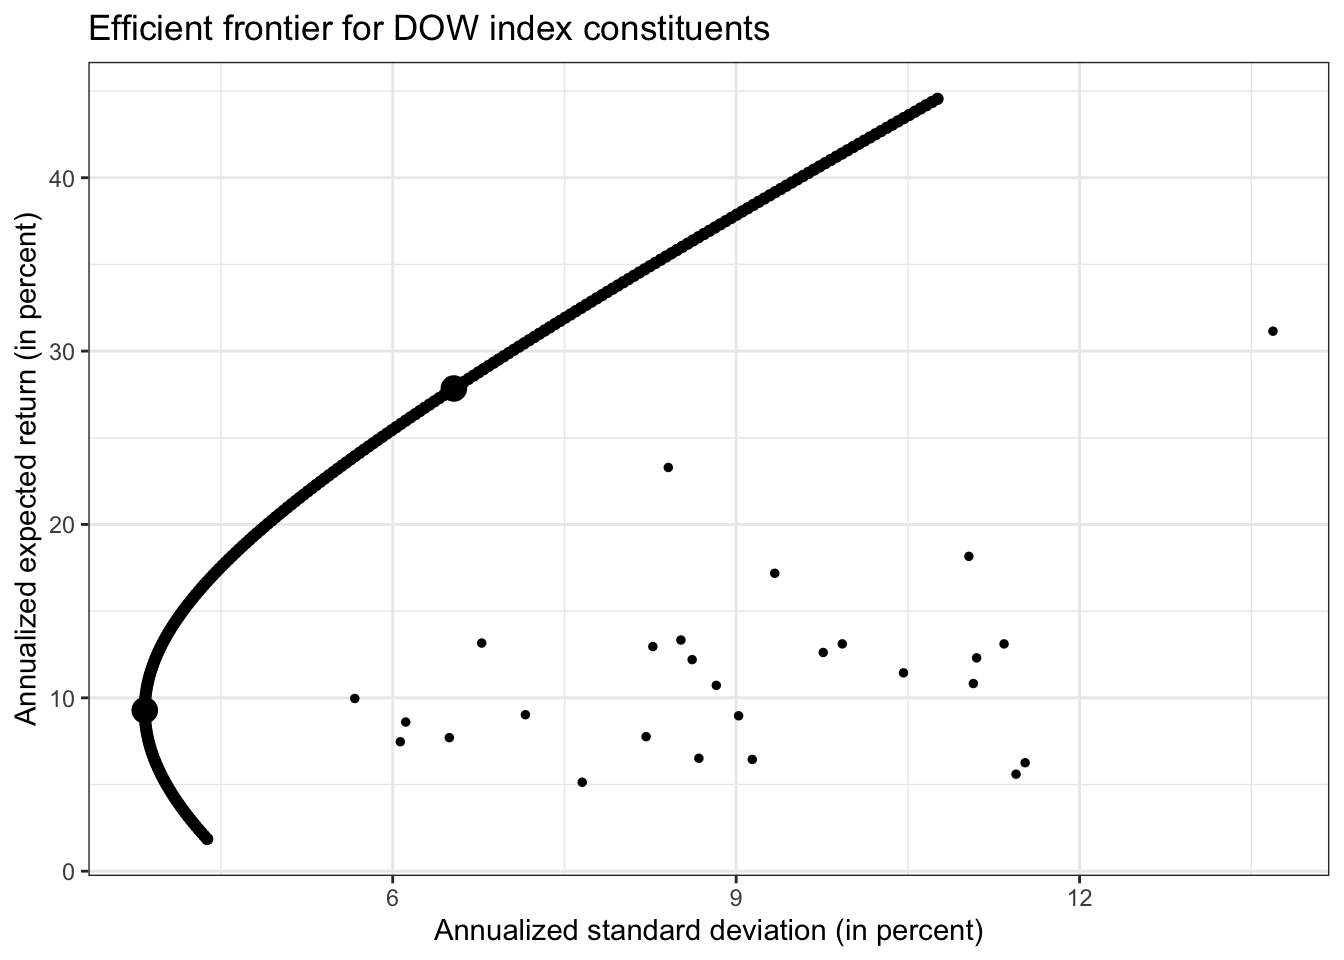 Efficient frontier for DOW index constituents
Annualized expected return (in percent)
40
30
20
10
0
6
9
12
Annualized standard deviation (in percent)